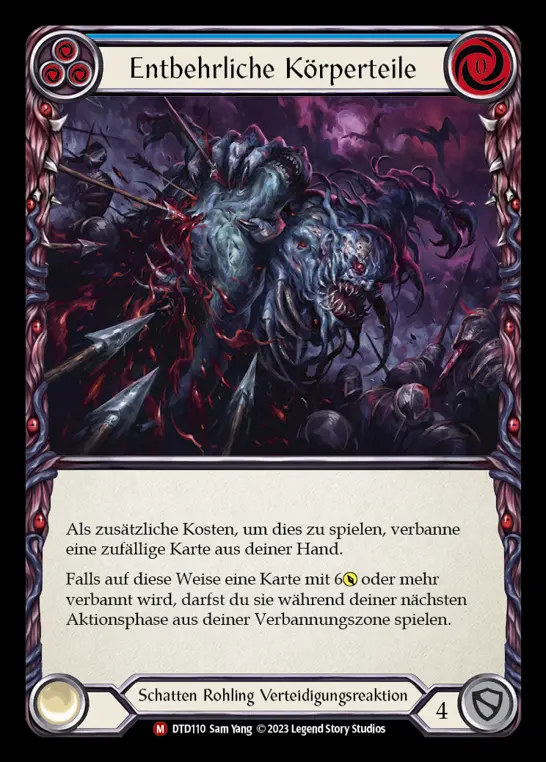 Entbehrliche Körperteile
0
Als zusätzliche Kosten, um dies zu spielen, verbanne
eine zufällige Karte aus deiner Hand.
Falls auf diese Weise eine Karte mit 6 oder mehr
verbannt wird, darfst du sie während deiner nächsten
Aktionsphase aus deiner Verbannungszone spielen.
Schatten Rohling Verteidigungsreaktion
4
M DTD110 Sam Yang © 2023 Legend Story Studios